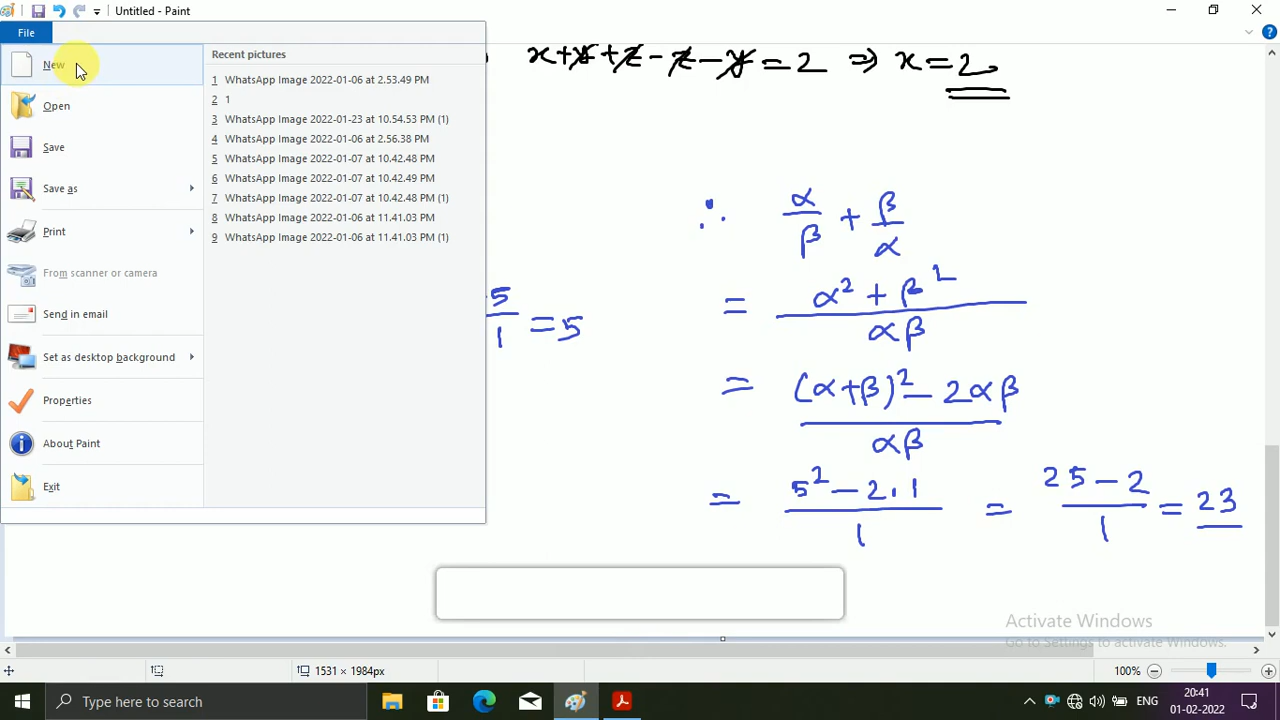 Untitled - Paint
File
New
Open
Save
Save as
Print
From scanner or camera
Send in email
Set as desktop background
Properties
About Paint
Exit
Recent pictures
1 WhatsApp Image 2022-01-06 at 2.53.49 PM
2 1
3 WhatsApp Image 2022-01-23 at 10.54.53 PM (1)
4 WhatsApp Image 2022-01-06 at 2.56.38 PM
5 WhatsApp Image 2022-01-07 at 10.42.48 PM
6 WhatsApp Image 2022-01-07 at 10.42.49 PM
7 WhatsApp Image 2022-01-07 at 10.42.48 PM (1)
8 WhatsApp Image 2022-01-06 at 11.41.03 PM
9 WhatsApp Image 2022-01-06 at 11.41.03 PM (1)
x+y+z-z-y=2 ⇒ x=2
5/1 = 5
∴ α/β + β/α
= (α² + β²)/αβ
= ((α+β)² - 2αβ)/αβ
= (5² - 2.1)/1 = (25-2)/1 = 23
Activate Windows
Go to Settings to activate Windows.
1531 × 1984px
100%
Type here to search
ENG
20:41
01-02-2022